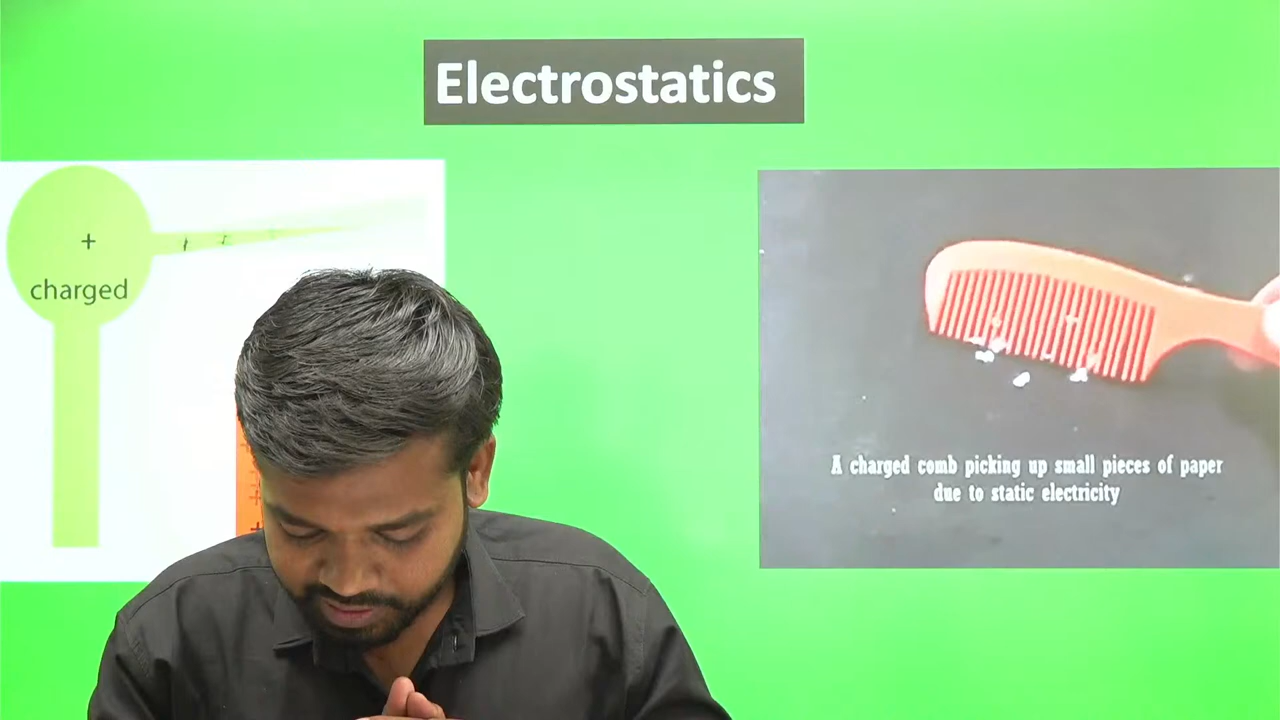 Electrostatics
+
charged
A charged comb picking up small pieces of paper
due to static electricity